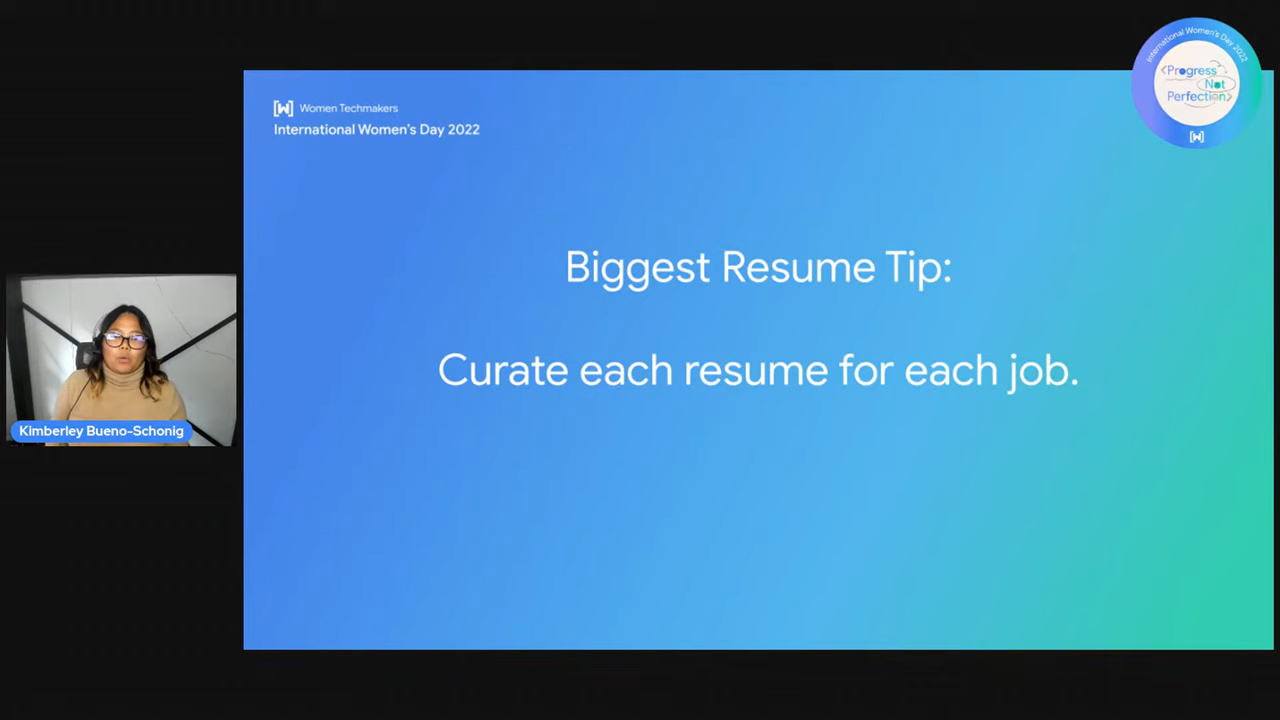 [W] Women Techmakers
International Women's Day 2022
International Women's Day 2022
<Progress
Not
Perfection>
[W]
Biggest Resume Tip:
Curate each resume for each job.
Kimberley Bueno-Schonig